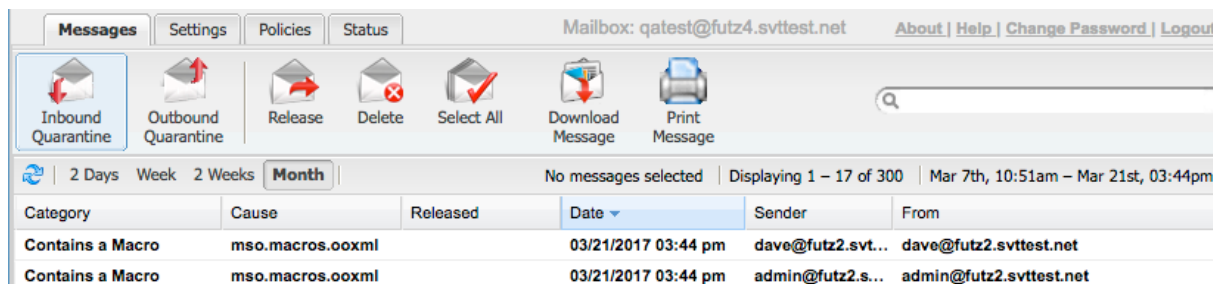 Messages Settings Policies Status Mailbox: qatest@futz4.svttest.net About | Help | Change Password | Logout
Inbound Quarantine Outbound Quarantine Release Delete Select All Download Message Print Message
2 Days Week 2 Weeks Month No messages selected Displaying 1 – 17 of 300 Mar 7th, 10:51am – Mar 21st, 03:44pm
Category Cause Released Date Sender From
Contains a Macro mso.macros.ooxml 03/21/2017 03:44 pm dave@futz2.svt... dave@futz2.svttest.net
Contains a Macro mso.macros.ooxml 03/21/2017 03:44 pm admin@futz2.s... admin@futz2.svttest.net